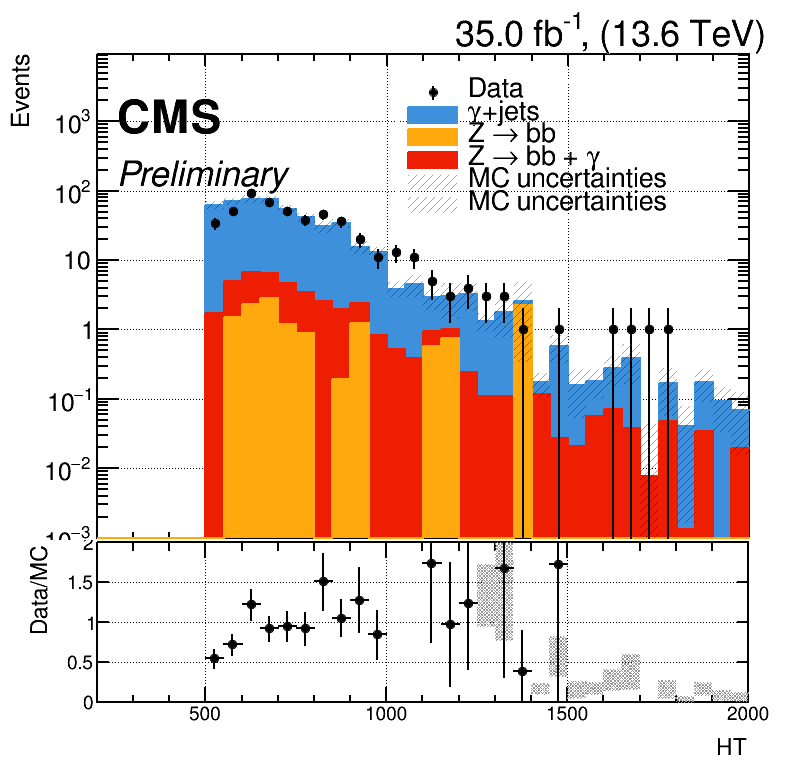 35.0 fb⁻¹, (13.6 TeV)
Events
CMS
Preliminary
Data
γ+jets
Z → bb
Z → bb + γ
MC uncertainties
MC uncertainties
10³
10²
10
1
10⁻¹
10⁻²
10⁻³
Data/MC
2
1.5
1
0.5
0
500 1000 1500 2000
HT